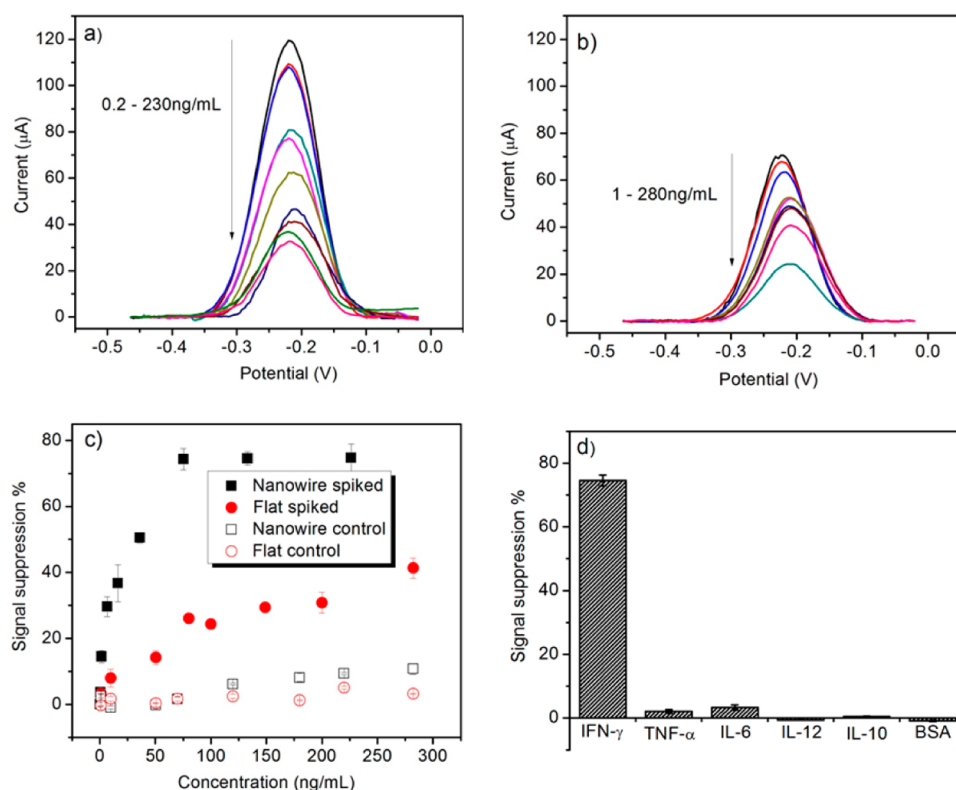 a)
120
100
80
60
40
20
0
Current (μA)
0.2 - 230ng/mL
-0.5 -0.4 -0.3 -0.2 -0.1 0.0
Potential (V)
b)
120
100
80
60
40
20
0
Current (μA)
1 - 280ng/mL
-0.5 -0.4 -0.3 -0.2 -0.1 0.0
Potential (V)
c)
80
60
40
20
0
Signal suppression %
Nanowire spiked
Flat spiked
Nanowire control
Flat control
0 50 100 150 200 250 300
Concentration (ng/mL)
d)
80
60
40
20
0
Signal suppression %
IFN-γ TNF-α IL-6 IL-12 IL-10 BSA